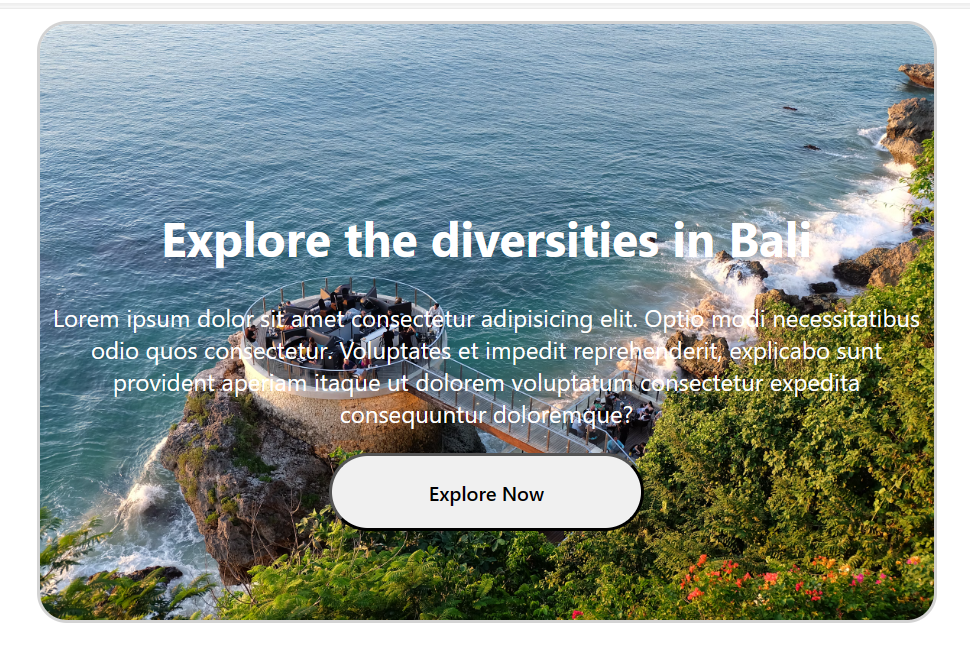 Explore the diversities in Bali
Lorem ipsum dolor sit amet consectetur adipisicing elit. Optio modi necessitatibus
odio quos consectetur. Voluptates et impedit reprehenderit, explicabo sunt
provident aperiam itaque ut dolorem voluptatum consectetur expedita
consequuntur doloremque?
Explore Now